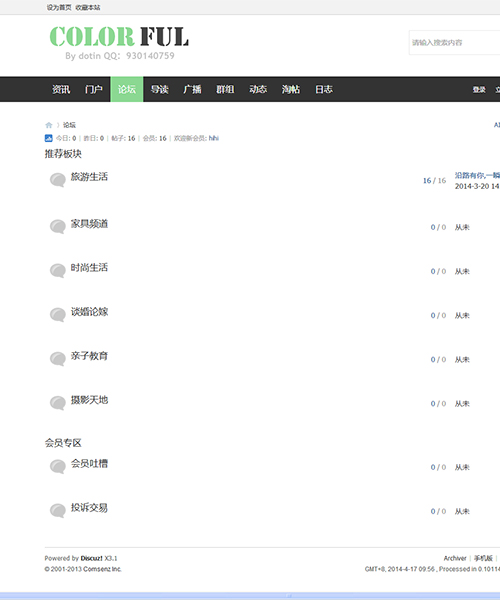 设为首页 收藏本站
COLOR FUL
By dotin QQ: 930140759
请输入搜索内容
资讯 门户 论坛 导读 广播 群组 动态 淘帖 日志 登录
论坛
今日: 0 | 昨日: 0 | 帖子: 16 | 会员: 16 | 欢迎新会员: hihi
推荐板块
旅游生活 16 / 16 沿路有你,一瞬
2014-3-20 14
家具频道 0 / 0 从未
时尚生活 0 / 0 从未
谈婚论嫁 0 / 0 从未
亲子教育 0 / 0 从未
摄影天地 0 / 0 从未
会员专区
会员吐槽 0 / 0 从未
投诉交易 0 / 0 从未
Powered by Discuz! X3.1 Archiver | 手机版 |
© 2001-2013 Comsenz Inc. GMT+8, 2014-4-17 09:56 , Processed in 0.10114